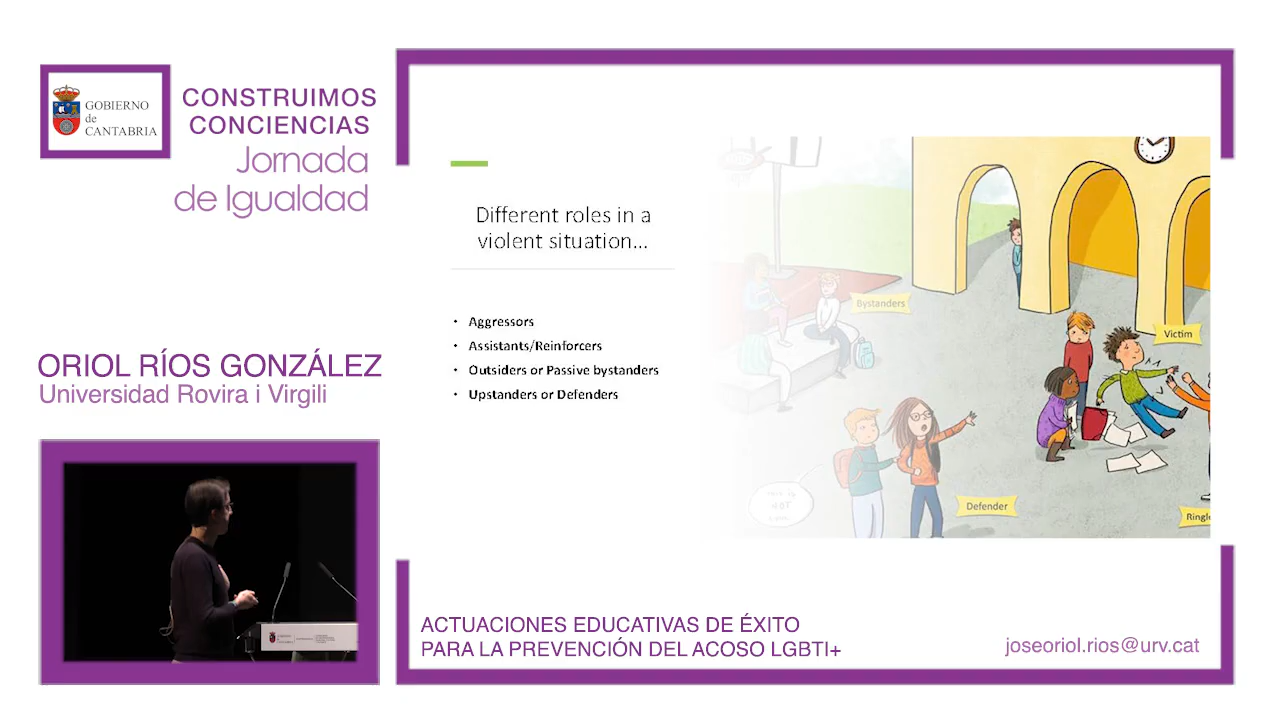 GOBIERNO
de
CANTABRIA
CONSTRUIMOS
CONCIENCIAS
Jornada
de Igualdad
ORIOL RÍOS GONZÁLEZ
Universidad Rovira i Virgili
Different roles in a
violent situation...
• Aggressors
• Assistants/Reinforcers
• Outsiders or Passive bystanders
• Upstanders or Defenders
Bystanders
Victim
Defender
ACTUACIONES EDUCATIVAS DE ÉXITO
PARA LA PREVENCIÓN DEL ACOSO LGBTI+
joseoriol.rios@urv.cat